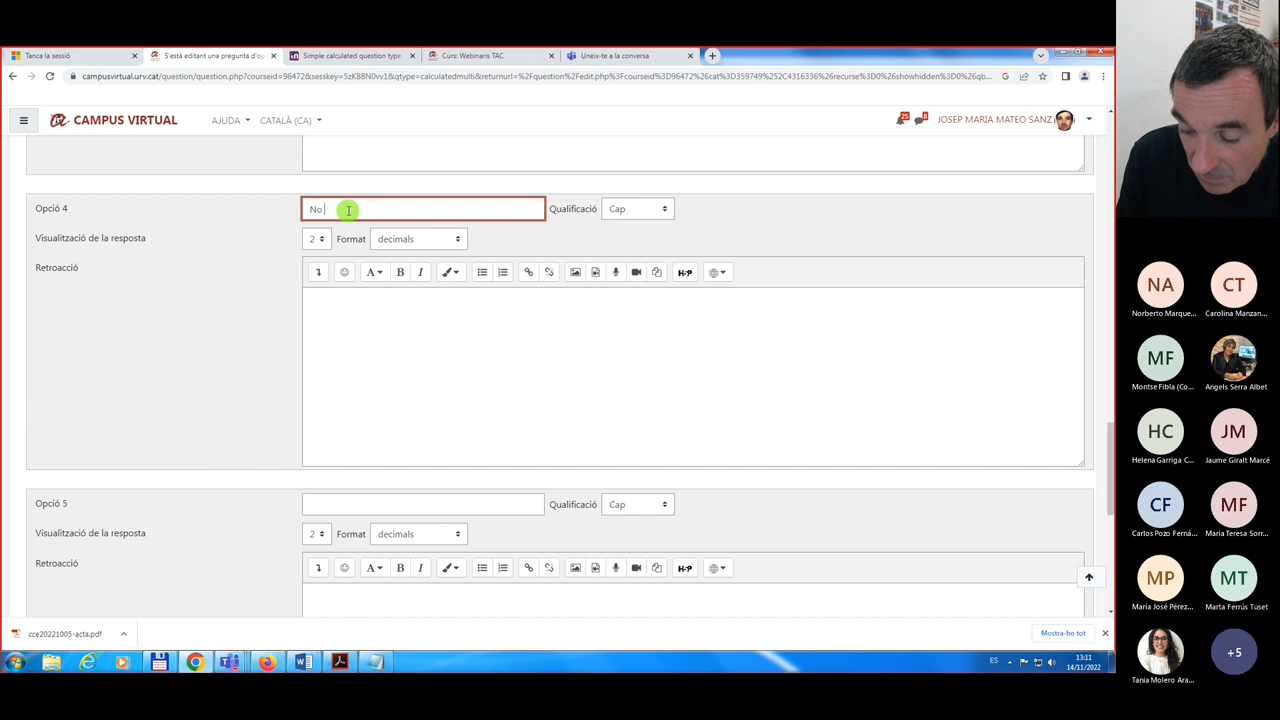 Tanca la sessió
S'està editant una pregunta d'op
Simple calculated question type
Curs: Webinaris TAC
Uneix-te a la conversa
campusvirtual.urv.cat/question/question.php?courseid=96472&sesskey=5zK88N0vv1&qtype=calculatedmulti&returnurl=%2Fquestion%2Fedit.php%3Fcourseid%3D96472%26cat%3D359749%252C4316336%26recurse%3D0%26showhidden%3D0%26qb...
CAMPUS VIRTUAL
AJUDA
CATALÀ (CA)
25
8
JOSEP MARIA MATEO SANZ
Opció 4
No
Qualificació
Cap
Visualització de la resposta
2
Format
decimals
Retroacció
A
B
I
H-P
Opció 5
Qualificació
Cap
Visualització de la resposta
2
Format
decimals
Retroacció
A
B
I
H-P
cce20221005-acta.pdf
Mostra-ho tot
ES
13:11
14/11/2022
NA
Norberto Marque...
CT
Carolina Manzan...
MF
Montse Fibla (Co...
Angels Serra Albet
HC
Helena Garriga C...
JM
Jaume Giralt Marcé
CF
Carlos Pozo Ferná...
MF
Maria Teresa Sorr...
MP
María José Pérez...
MT
Marta Ferrús Tuset
Tania Molero Ara...
+5